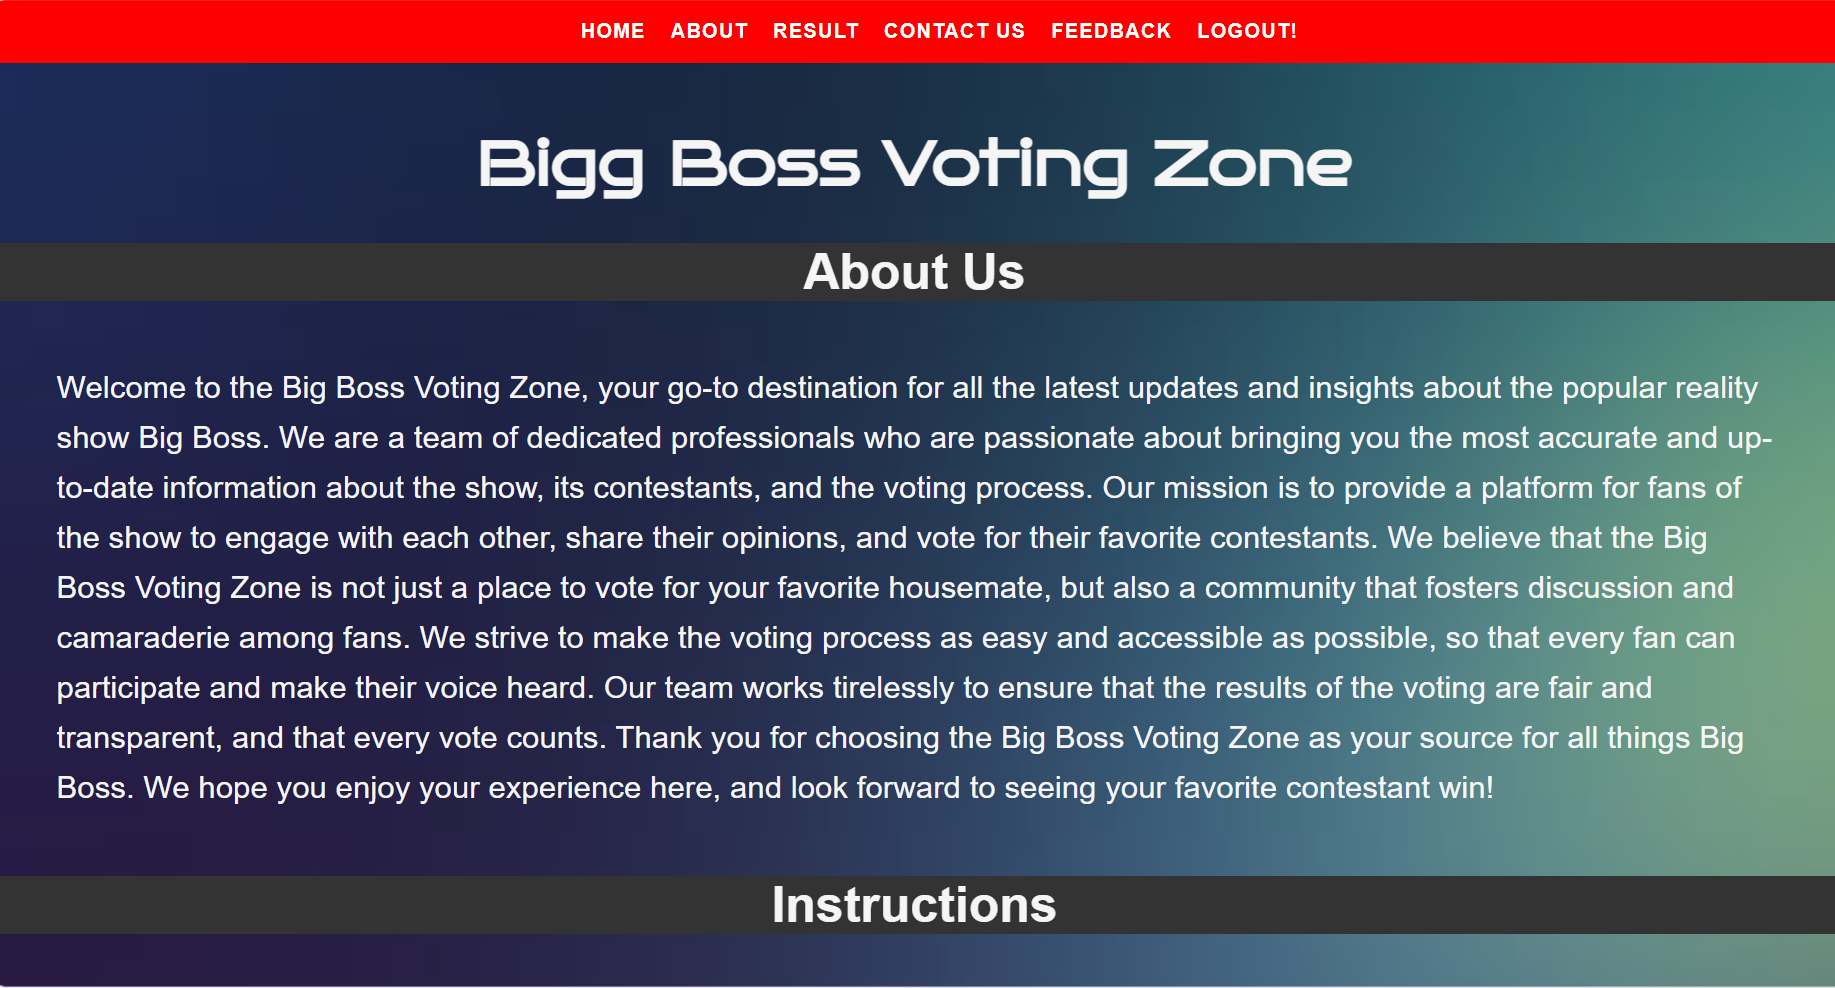 HOME ABOUT RESULT CONTACT US FEEDBACK LOGOUT!
Bigg Boss Voting Zone
About Us
Welcome to the Big Boss Voting Zone, your go-to destination for all the latest updates and insights about the popular reality
show Big Boss. We are a team of dedicated professionals who are passionate about bringing you the most accurate and up-
to-date information about the show, its contestants, and the voting process. Our mission is to provide a platform for fans of
the show to engage with each other, share their opinions, and vote for their favorite contestants. We believe that the Big
Boss Voting Zone is not just a place to vote for your favorite housemate, but also a community that fosters discussion and
camaraderie among fans. We strive to make the voting process as easy and accessible as possible, so that every fan can
participate and make their voice heard. Our team works tirelessly to ensure that the results of the voting are fair and
transparent, and that every vote counts. Thank you for choosing the Big Boss Voting Zone as your source for all things Big
Boss. We hope you enjoy your experience here, and look forward to seeing your favorite contestant win!
Instructions